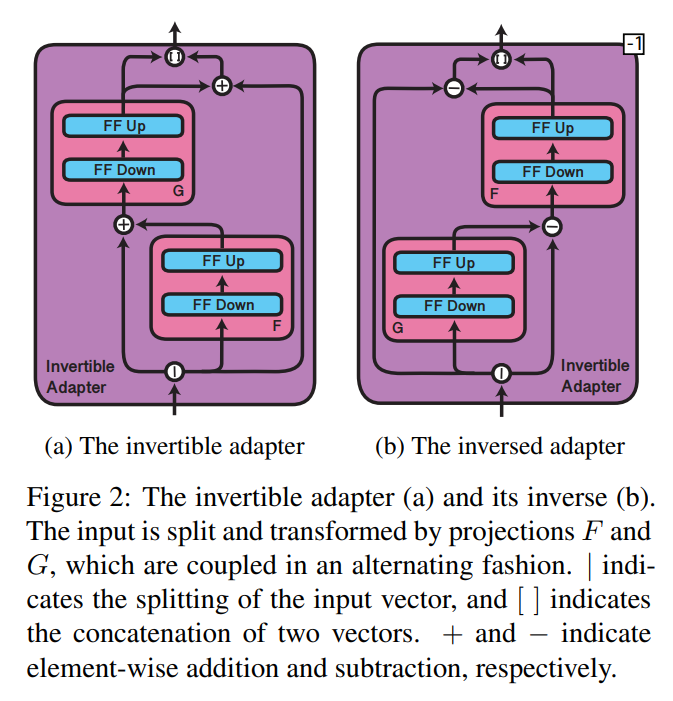 -1
[ ]
+
FF Up
FF Down
G
+
FF Up
FF Down
F
Invertible
Adapter
|
[ ]
−
FF Up
FF Down
F
−
FF Up
FF Down
G
Invertible
Adapter
|
(a) The invertible adapter
(b) The inversed adapter
Figure 2: The invertible adapter (a) and its inverse (b).
The input is split and transformed by projections F and
G, which are coupled in an alternating fashion. | indi-
cates the splitting of the input vector, and [ ] indicates
the concatenation of two vectors. + and − indicate
element-wise addition and subtraction, respectively.